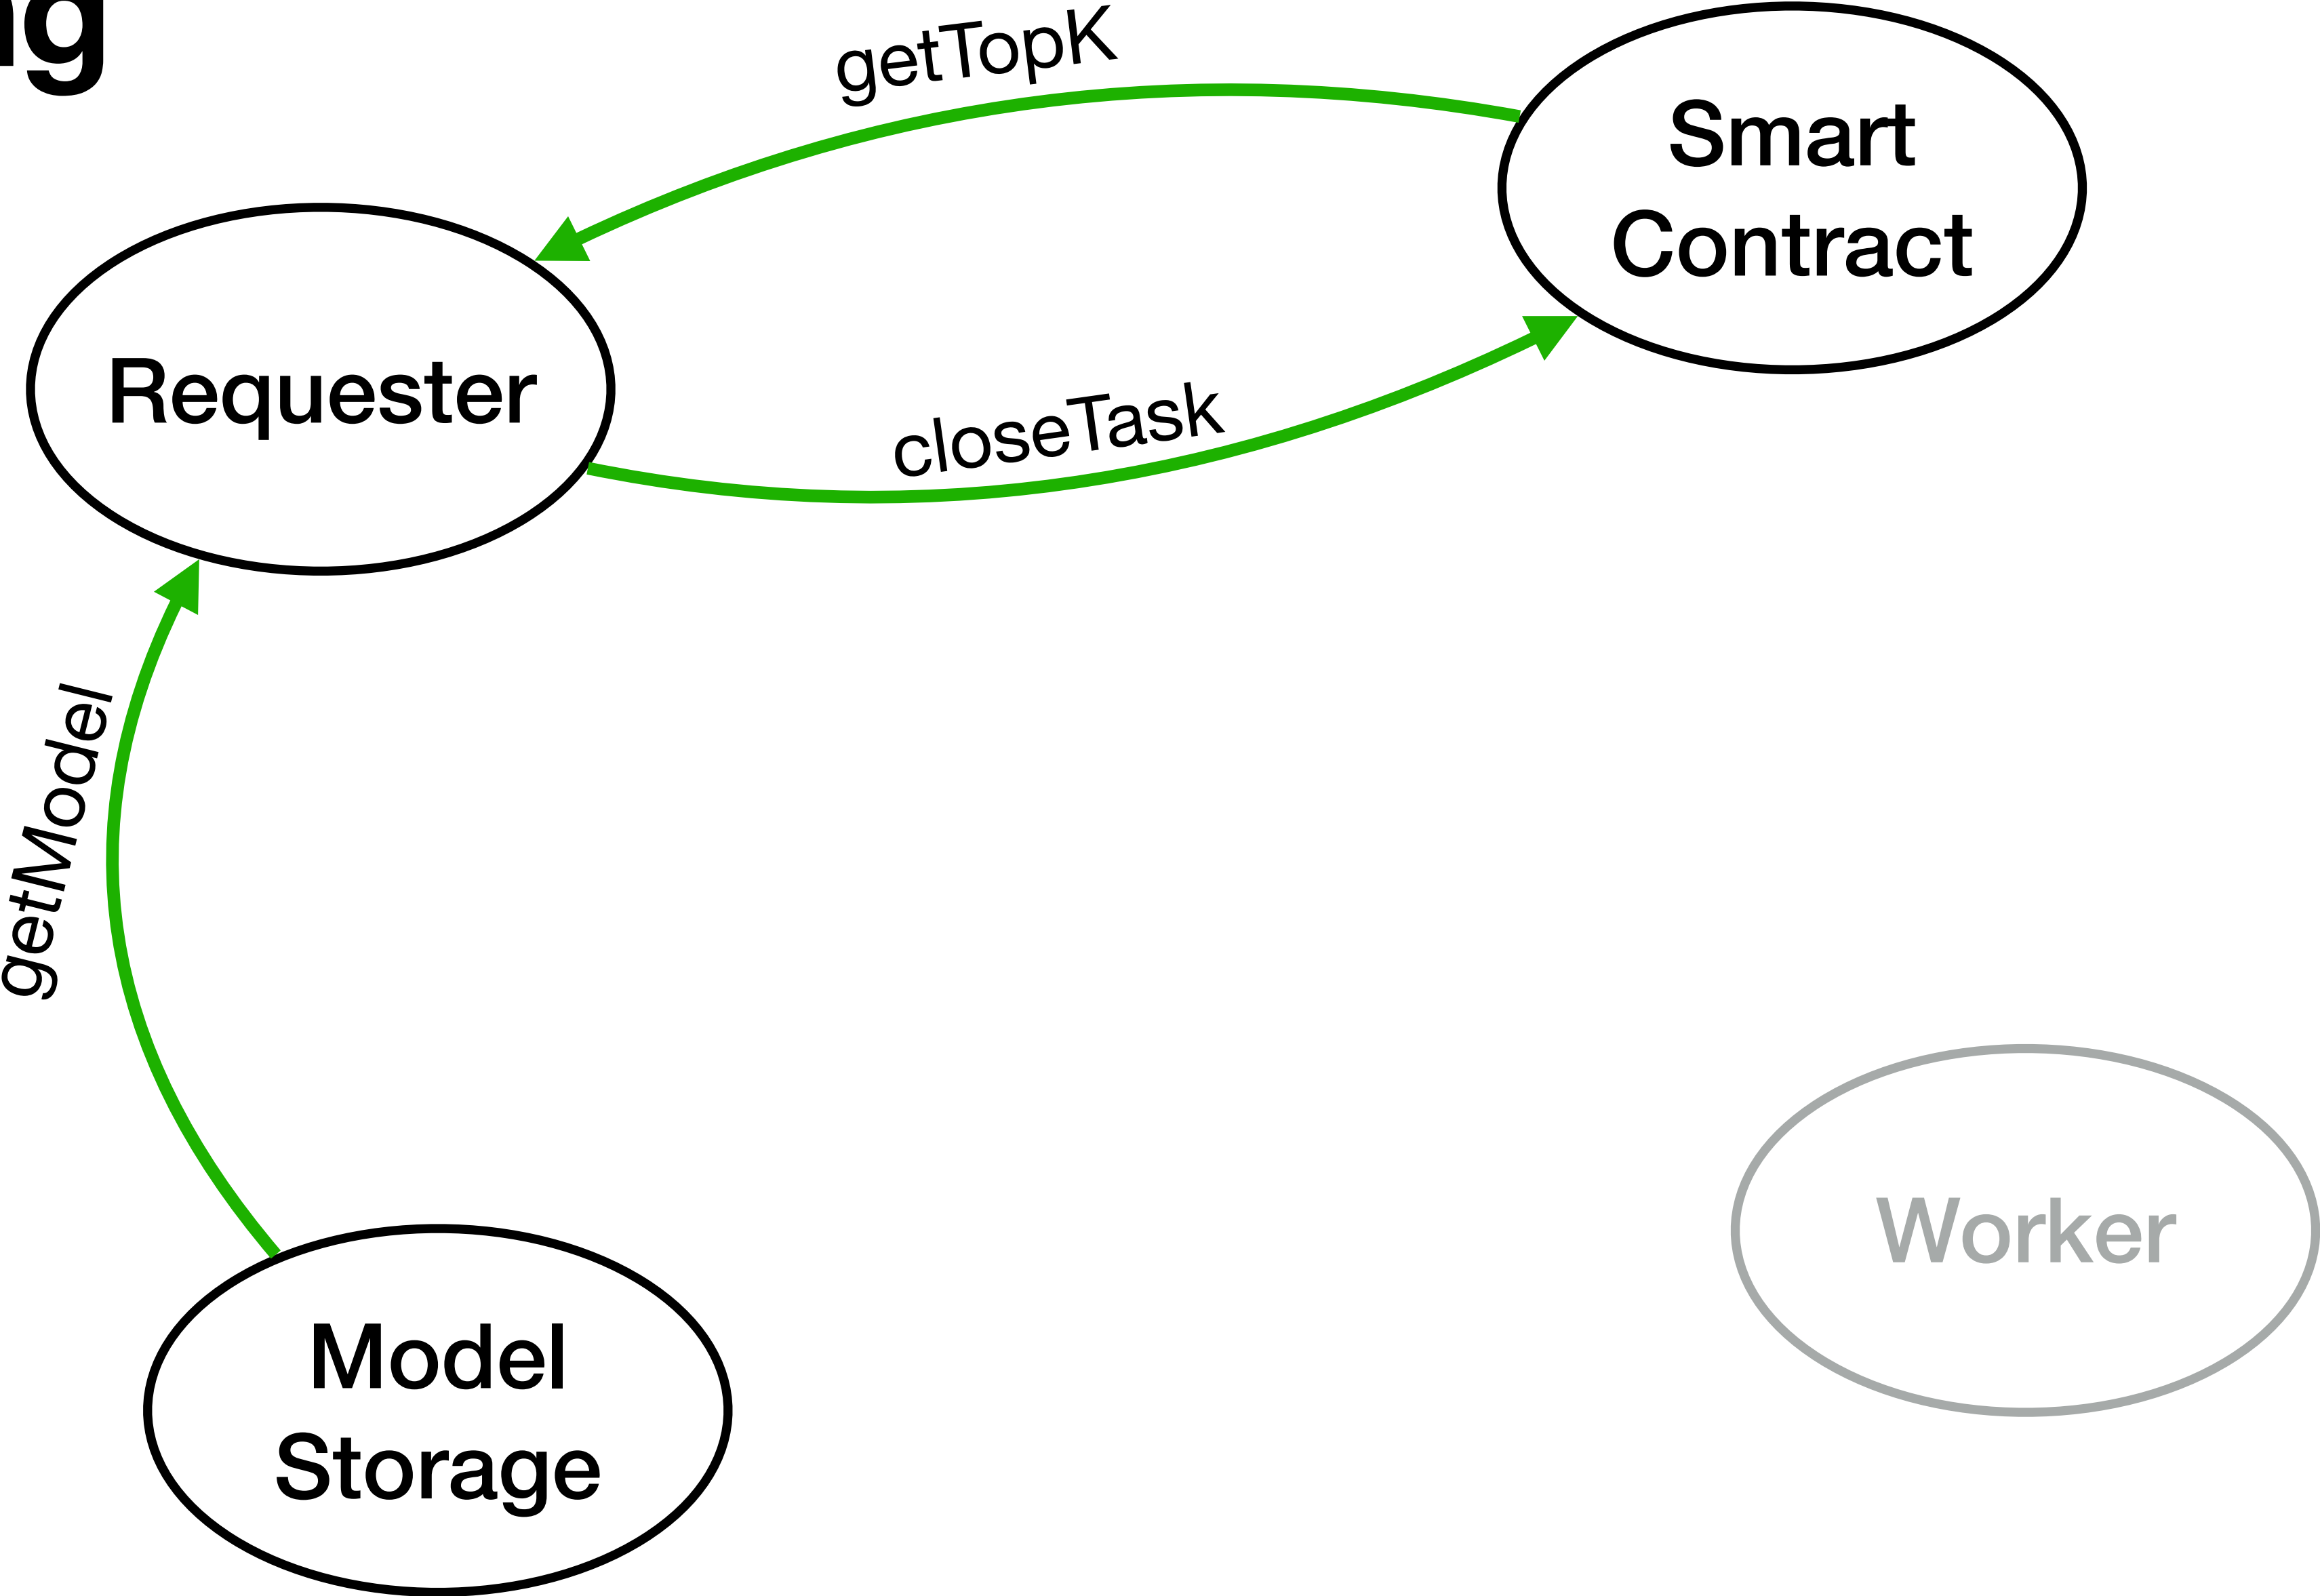 getTopK
Smart
Contract
Requester
closeTask
getModel
Worker
Model
Storage